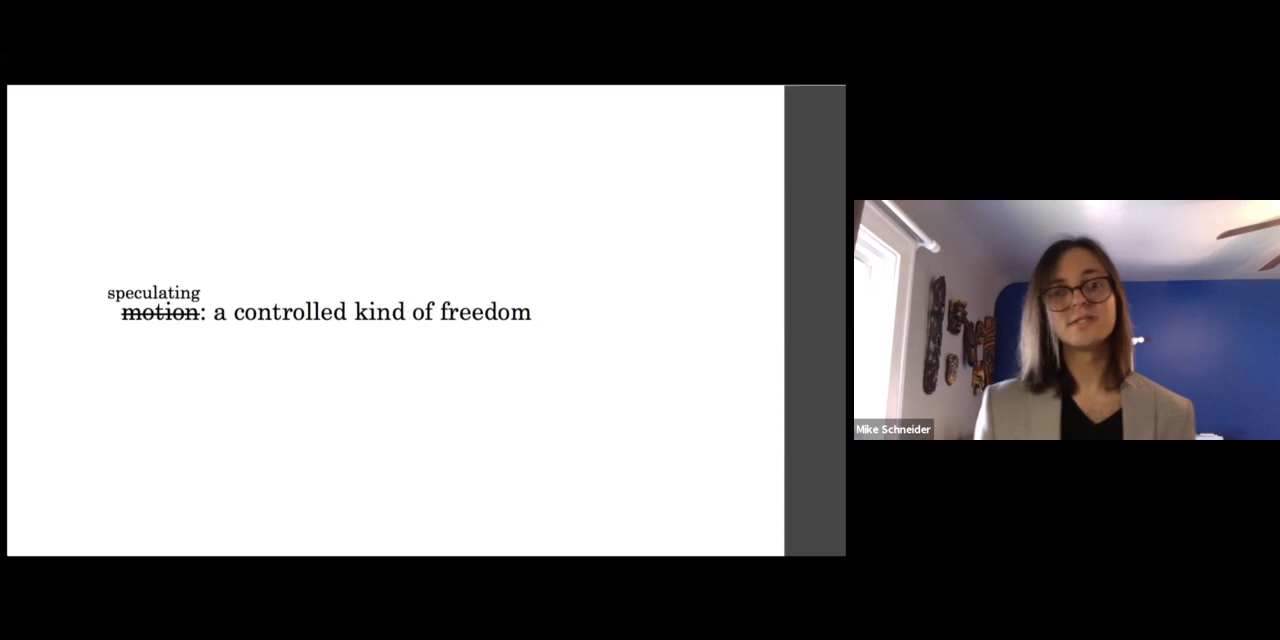 speculating
motion: a controlled kind of freedom
Mike Schneider